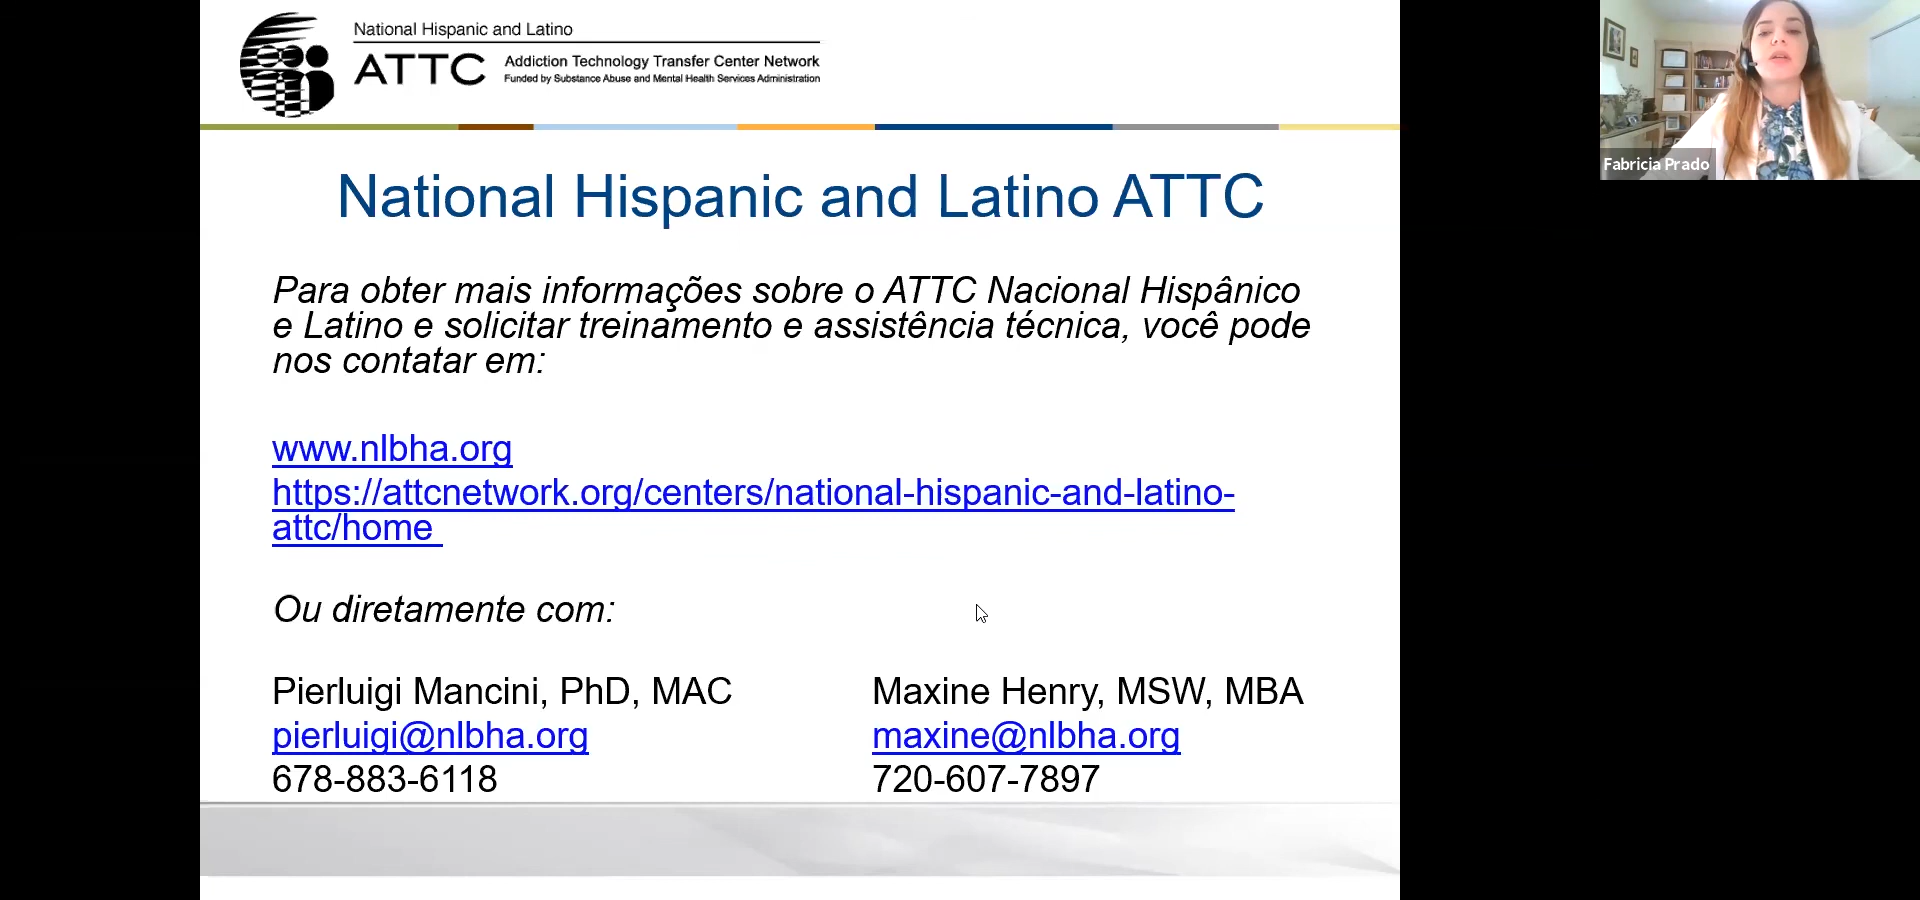 National Hispanic and Latino
ATTC
Addiction Technology Transfer Center Network
Funded by Substance Abuse and Mental Health Services Administration
Fabricia Prado
National Hispanic and Latino ATTC
Para obter mais informações sobre o ATTC Nacional Hispânico
e Latino e solicitar treinamento e assistência técnica, você pode
nos contatar em:
www.nlbha.org
https://attcnetwork.org/centers/national-hispanic-and-latino-
attc/home
Ou diretamente com:
Pierluigi Mancini, PhD, MAC
pierluigi@nlbha.org
678-883-6118
Maxine Henry, MSW, MBA
maxine@nlbha.org
720-607-7897